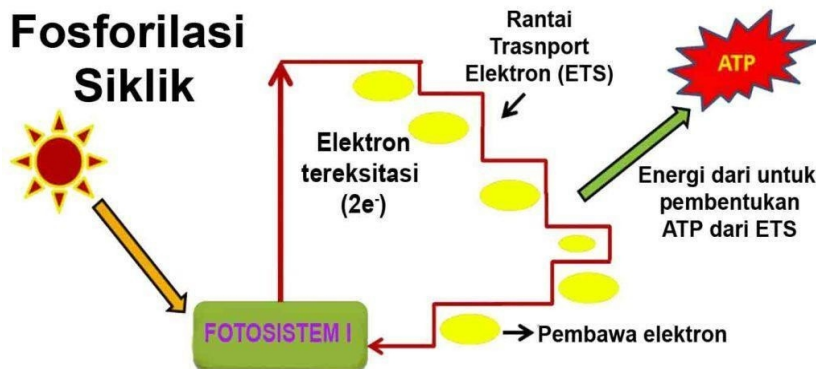 Fosforilasi
Siklik
Rantai
Trasnport
Elektron (ETS)
ATP
Elektron
tereksitasi
(2e⁻)
Energi dari untuk
pembentukan
ATP dari ETS
FOTOSISTEM I
Pembawa elektron